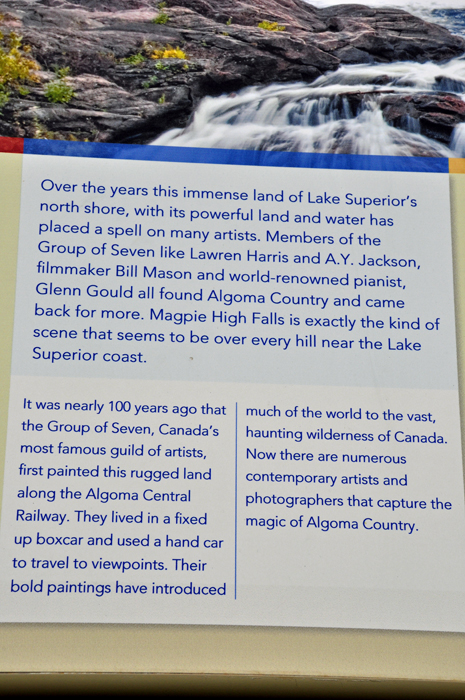 Over the years this immense land of Lake Superior's
north shore, with its powerful land and water has
placed a spell on many artists. Members of the
Group of Seven like Lawren Harris and A.Y. Jackson,
filmmaker Bill Mason and world-renowned pianist,
Glenn Gould all found Algoma Country and came
back for more. Magpie High Falls is exactly the kind of
scene that seems to be over every hill near the Lake
Superior coast.
It was nearly 100 years ago that
the Group of Seven, Canada's
most famous guild of artists,
first painted this rugged land
along the Algoma Central
Railway. They lived in a fixed
up boxcar and used a hand car
to travel to viewpoints. Their
bold paintings have introduced
much of the world to the vast,
haunting wilderness of Canada.
Now there are numerous
contemporary artists and
photographers that capture the
magic of Algoma Country.